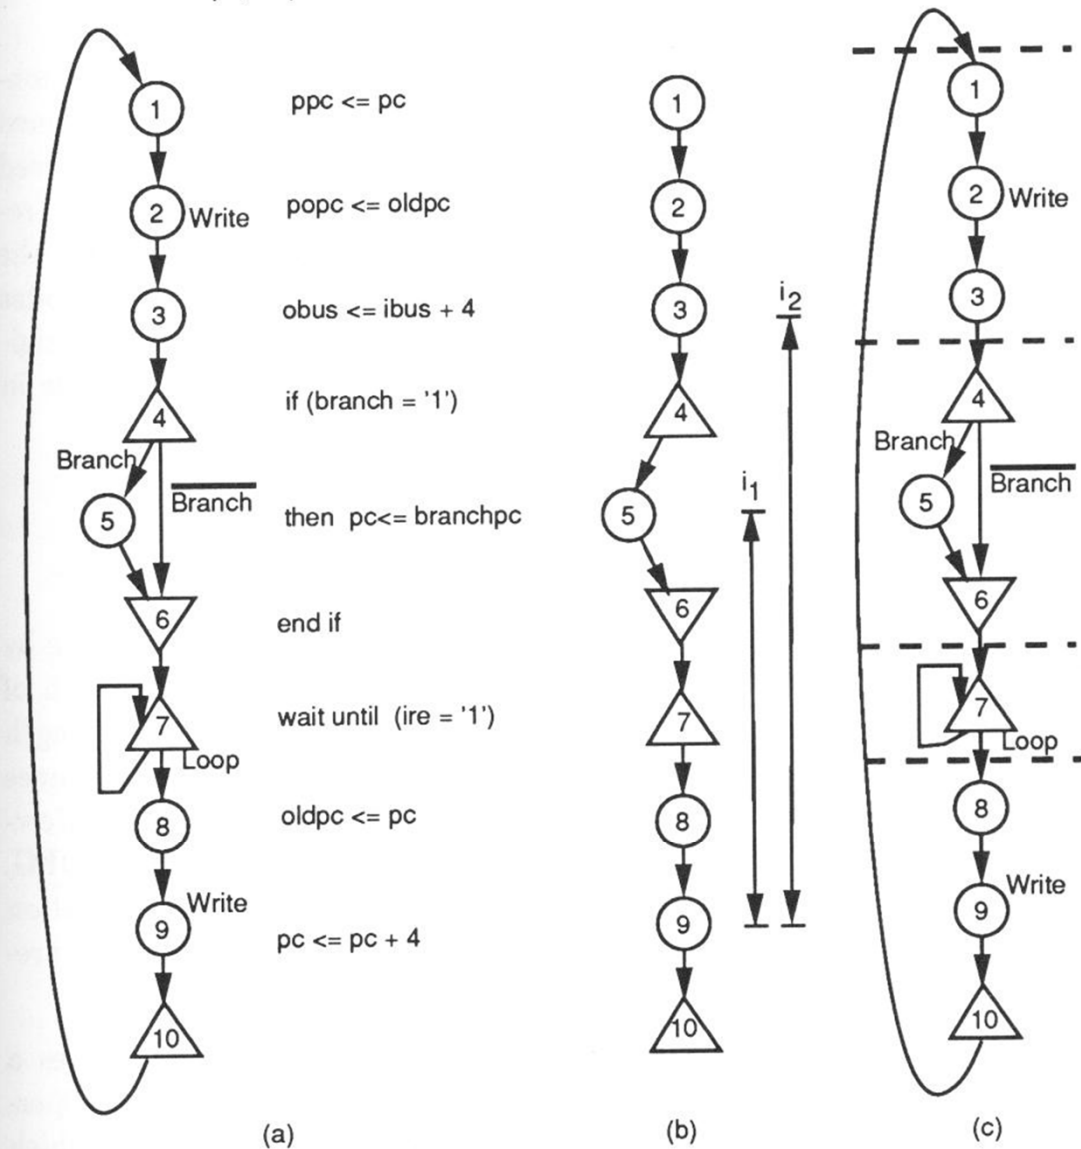 1
ppc <= pc
2 Write
popc <= oldpc
3
obus <= ibus + 4
4
if (branch = '1')
Branch
Branch
5
then pc<= branchpc
6
end if
7
wait until (ire = '1')
Loop
8
oldpc <= pc
Write
9
pc <= pc + 4
10
(a)
1
2
3
i2
4
i1
5
6
7
8
9
10
(b)
1
2 Write
3
4
Branch
Branch
5
6
7
Loop
8
Write
9
10
(c)